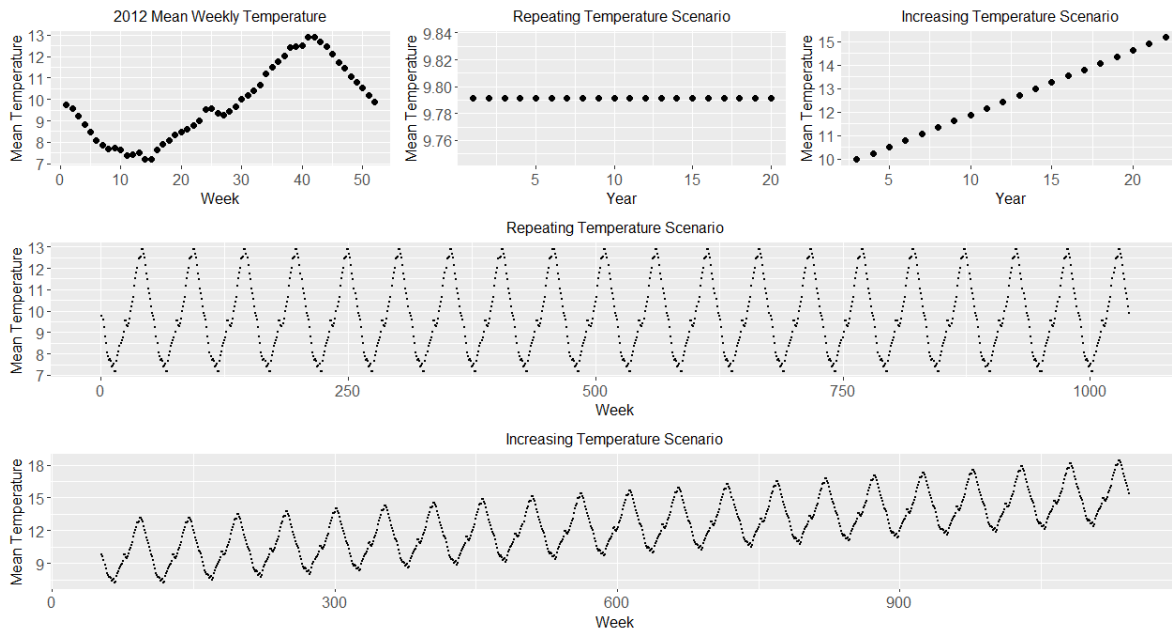 2012 Mean Weekly Temperature
Mean Temperature
13
12
11
10
9
8
7
0 10 20 30 40 50
Week
Repeating Temperature Scenario
Mean Temperature
9.84
9.82
9.80
9.78
9.76
5 10 15 20
Year
Increasing Temperature Scenario
Mean Temperature
15
14
13
12
11
10
5 10 15 20
Year
Repeating Temperature Scenario
Mean Temperature
13
12
11
10
9
8
7
0 250 500 750 1000
Week
Increasing Temperature Scenario
Mean Temperature
18
15
12
9
0 300 600 900
Week